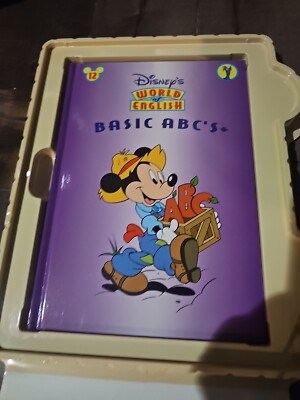 12
DISNEY'S
WORLD
of
ENGLISH
BASIC ABC's
ABC